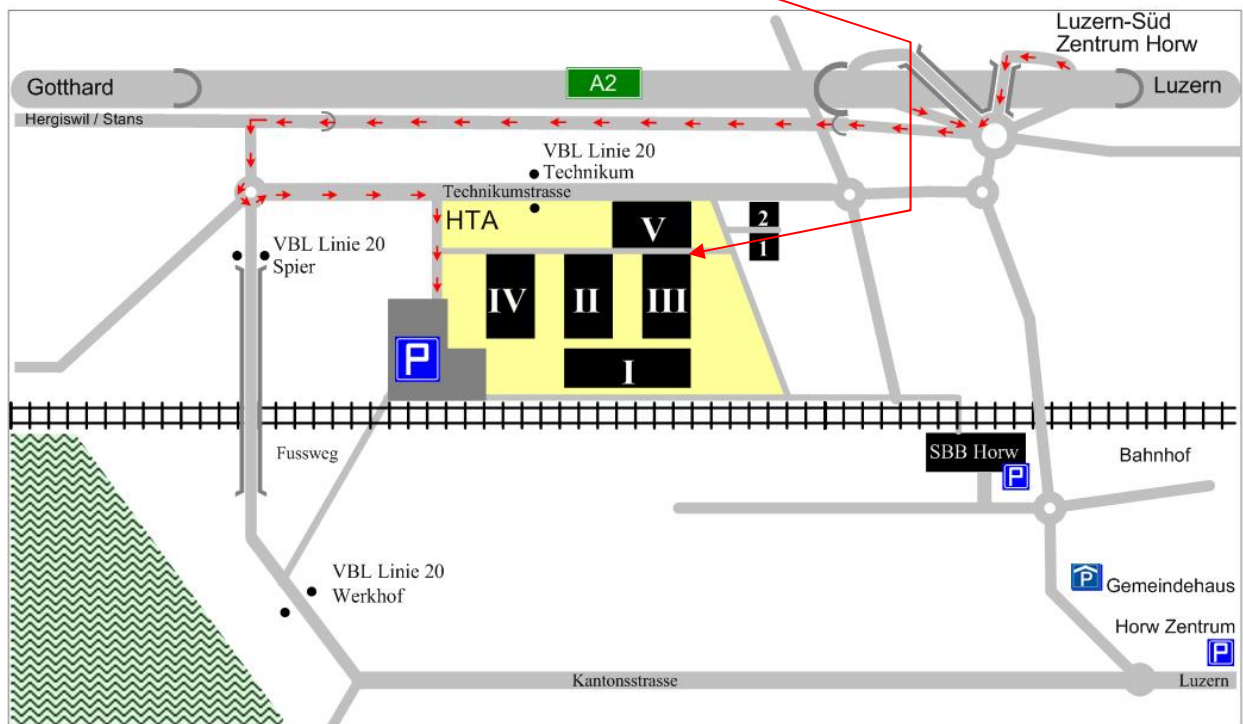 Luzern-Süd
Zentrum Horw
Gotthard
A2
Luzern
Hergiswil / Stans
VBL Linie 20
Technikum
Technikumstrasse
HTA
V
2
1
VBL Linie 20
Spier
IV
II
III
P
I
Fussweg
SBB Horw
P
Bahnhof
VBL Linie 20
Werkhof
P
Gemeindehaus
Horw Zentrum
P
Kantonsstrasse
Luzern